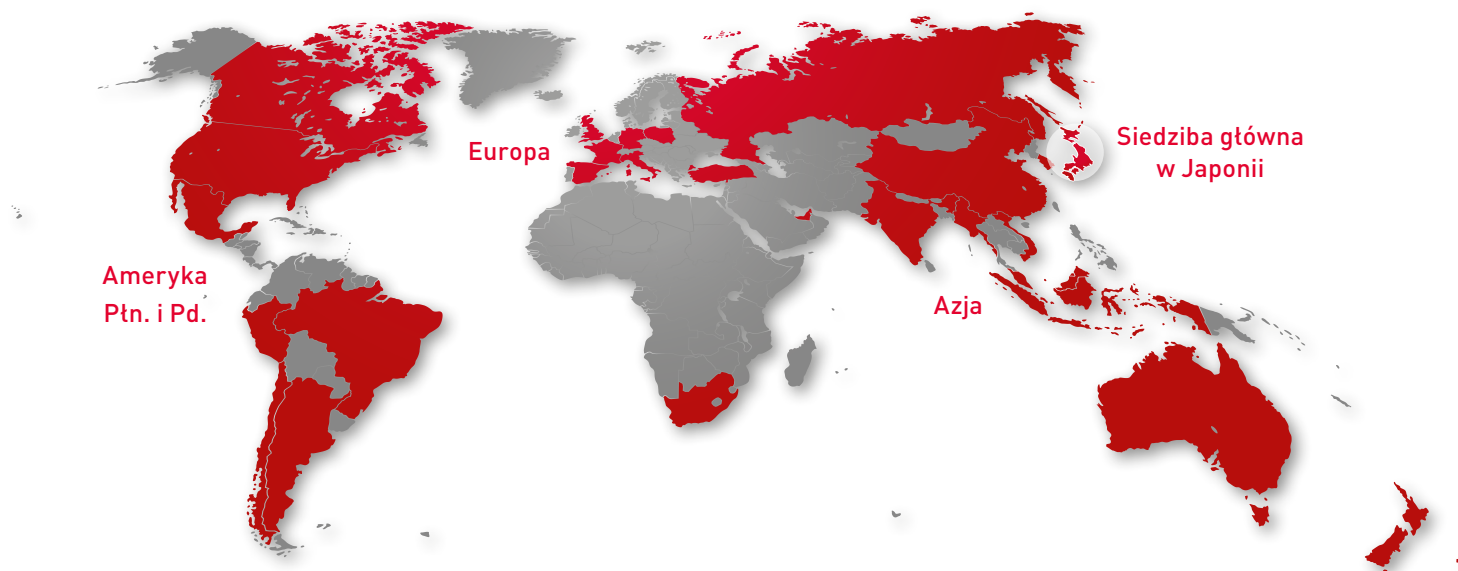 Europa
Siedziba główna
w Japonii
Ameryka
Płn. i Pd.
Azja